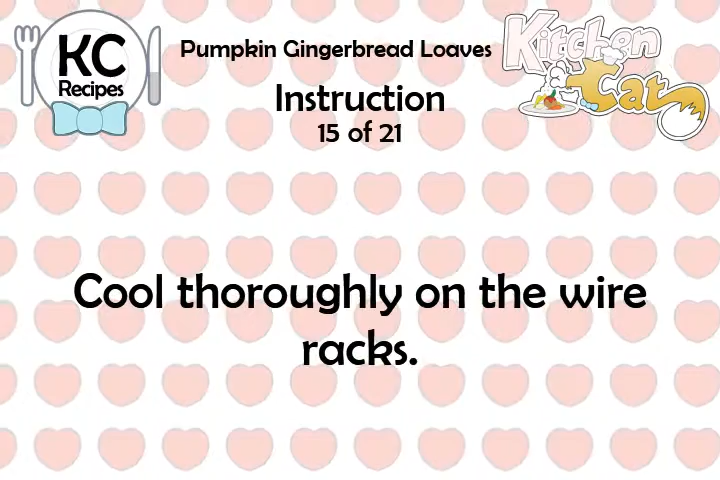 KC
Recipes
Pumpkin Gingerbread Loaves
Kitchen
Cat
Instruction
15 of 21
Cool thoroughly on the wire
racks.